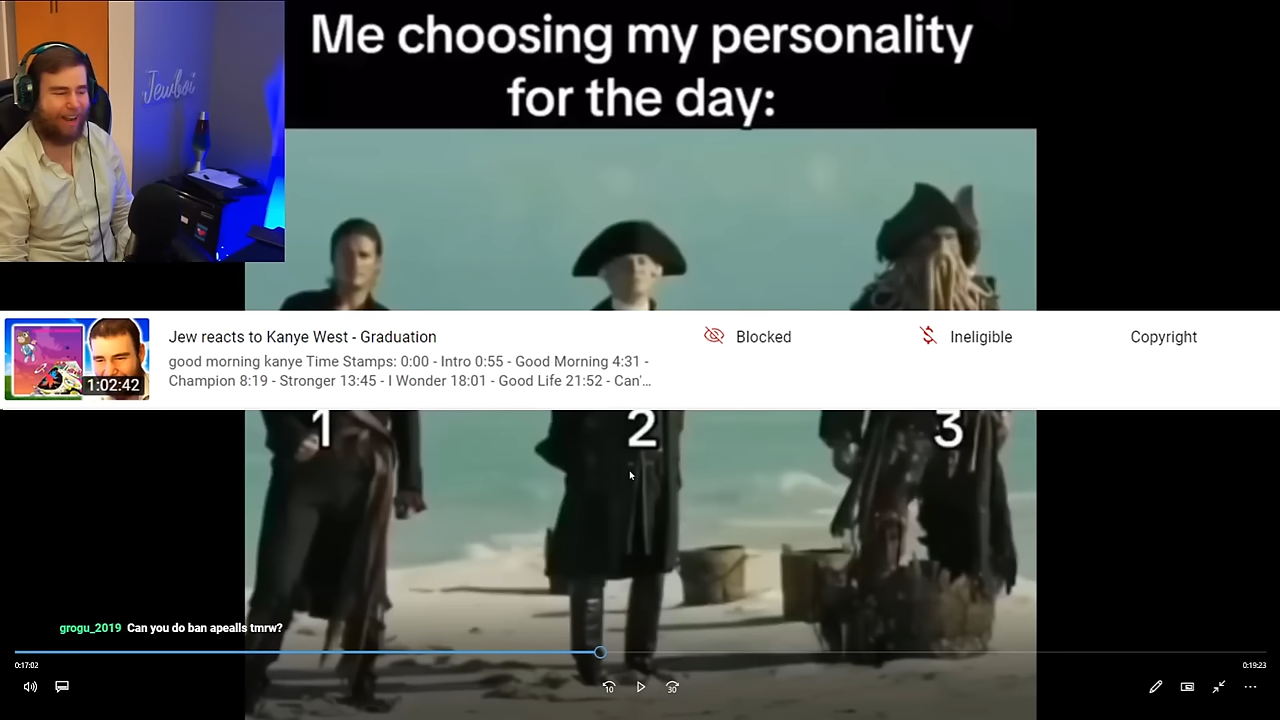 Me choosing my personality
for the day:
Jewboi
1:02:42
Jew reacts to Kanye West - Graduation
good morning kanye Time Stamps: 0:00 - Intro 0:55 - Good Morning 4:31 -
Champion 8:19 - Stronger 13:45 - I Wonder 18:01 - Good Life 21:52 - Can'...
Blocked
Ineligible
Copyright
1
2
3
grogu_2019 Can you do ban apealls tmrw?
0:17:02
0:19:23
10
30